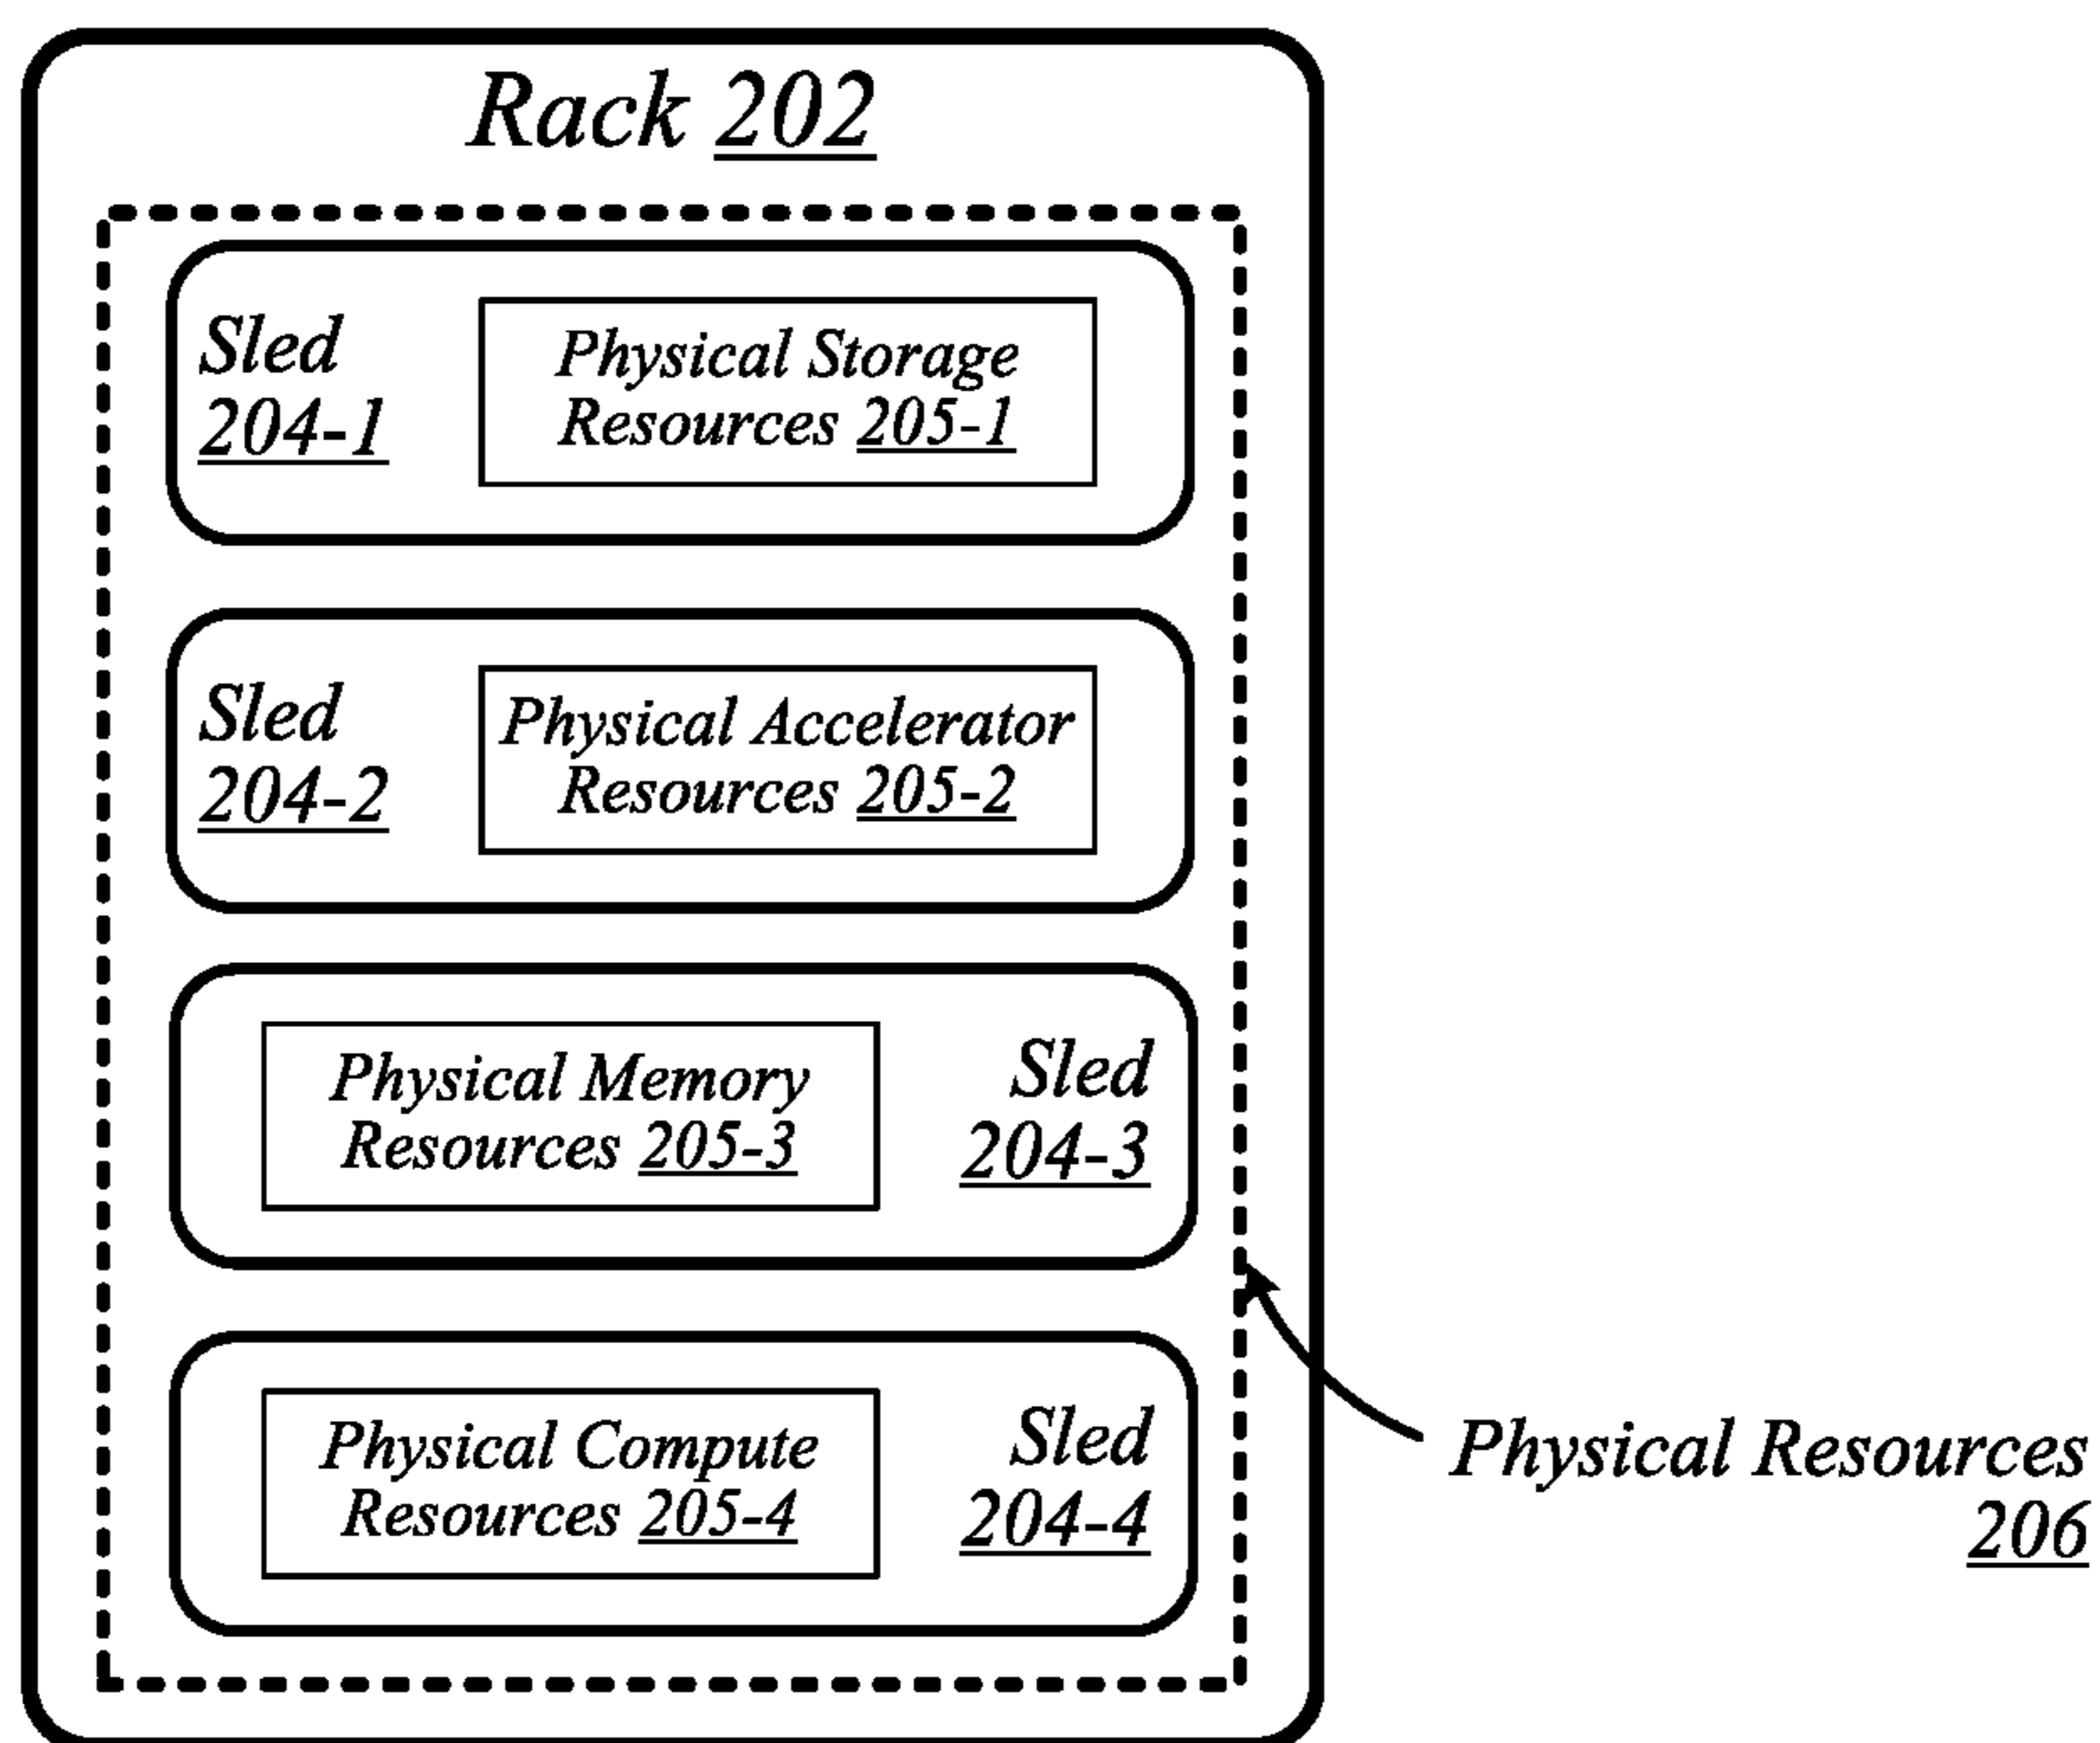 Rack 202
Sled
204-1
Physical Storage
Resources 205-1
Sled
204-2
Physical Accelerator
Resources 205-2
Physical Memory
Resources 205-3
Sled
204-3
Physical Compute
Resources 205-4
Sled
204-4
Physical Resources
206